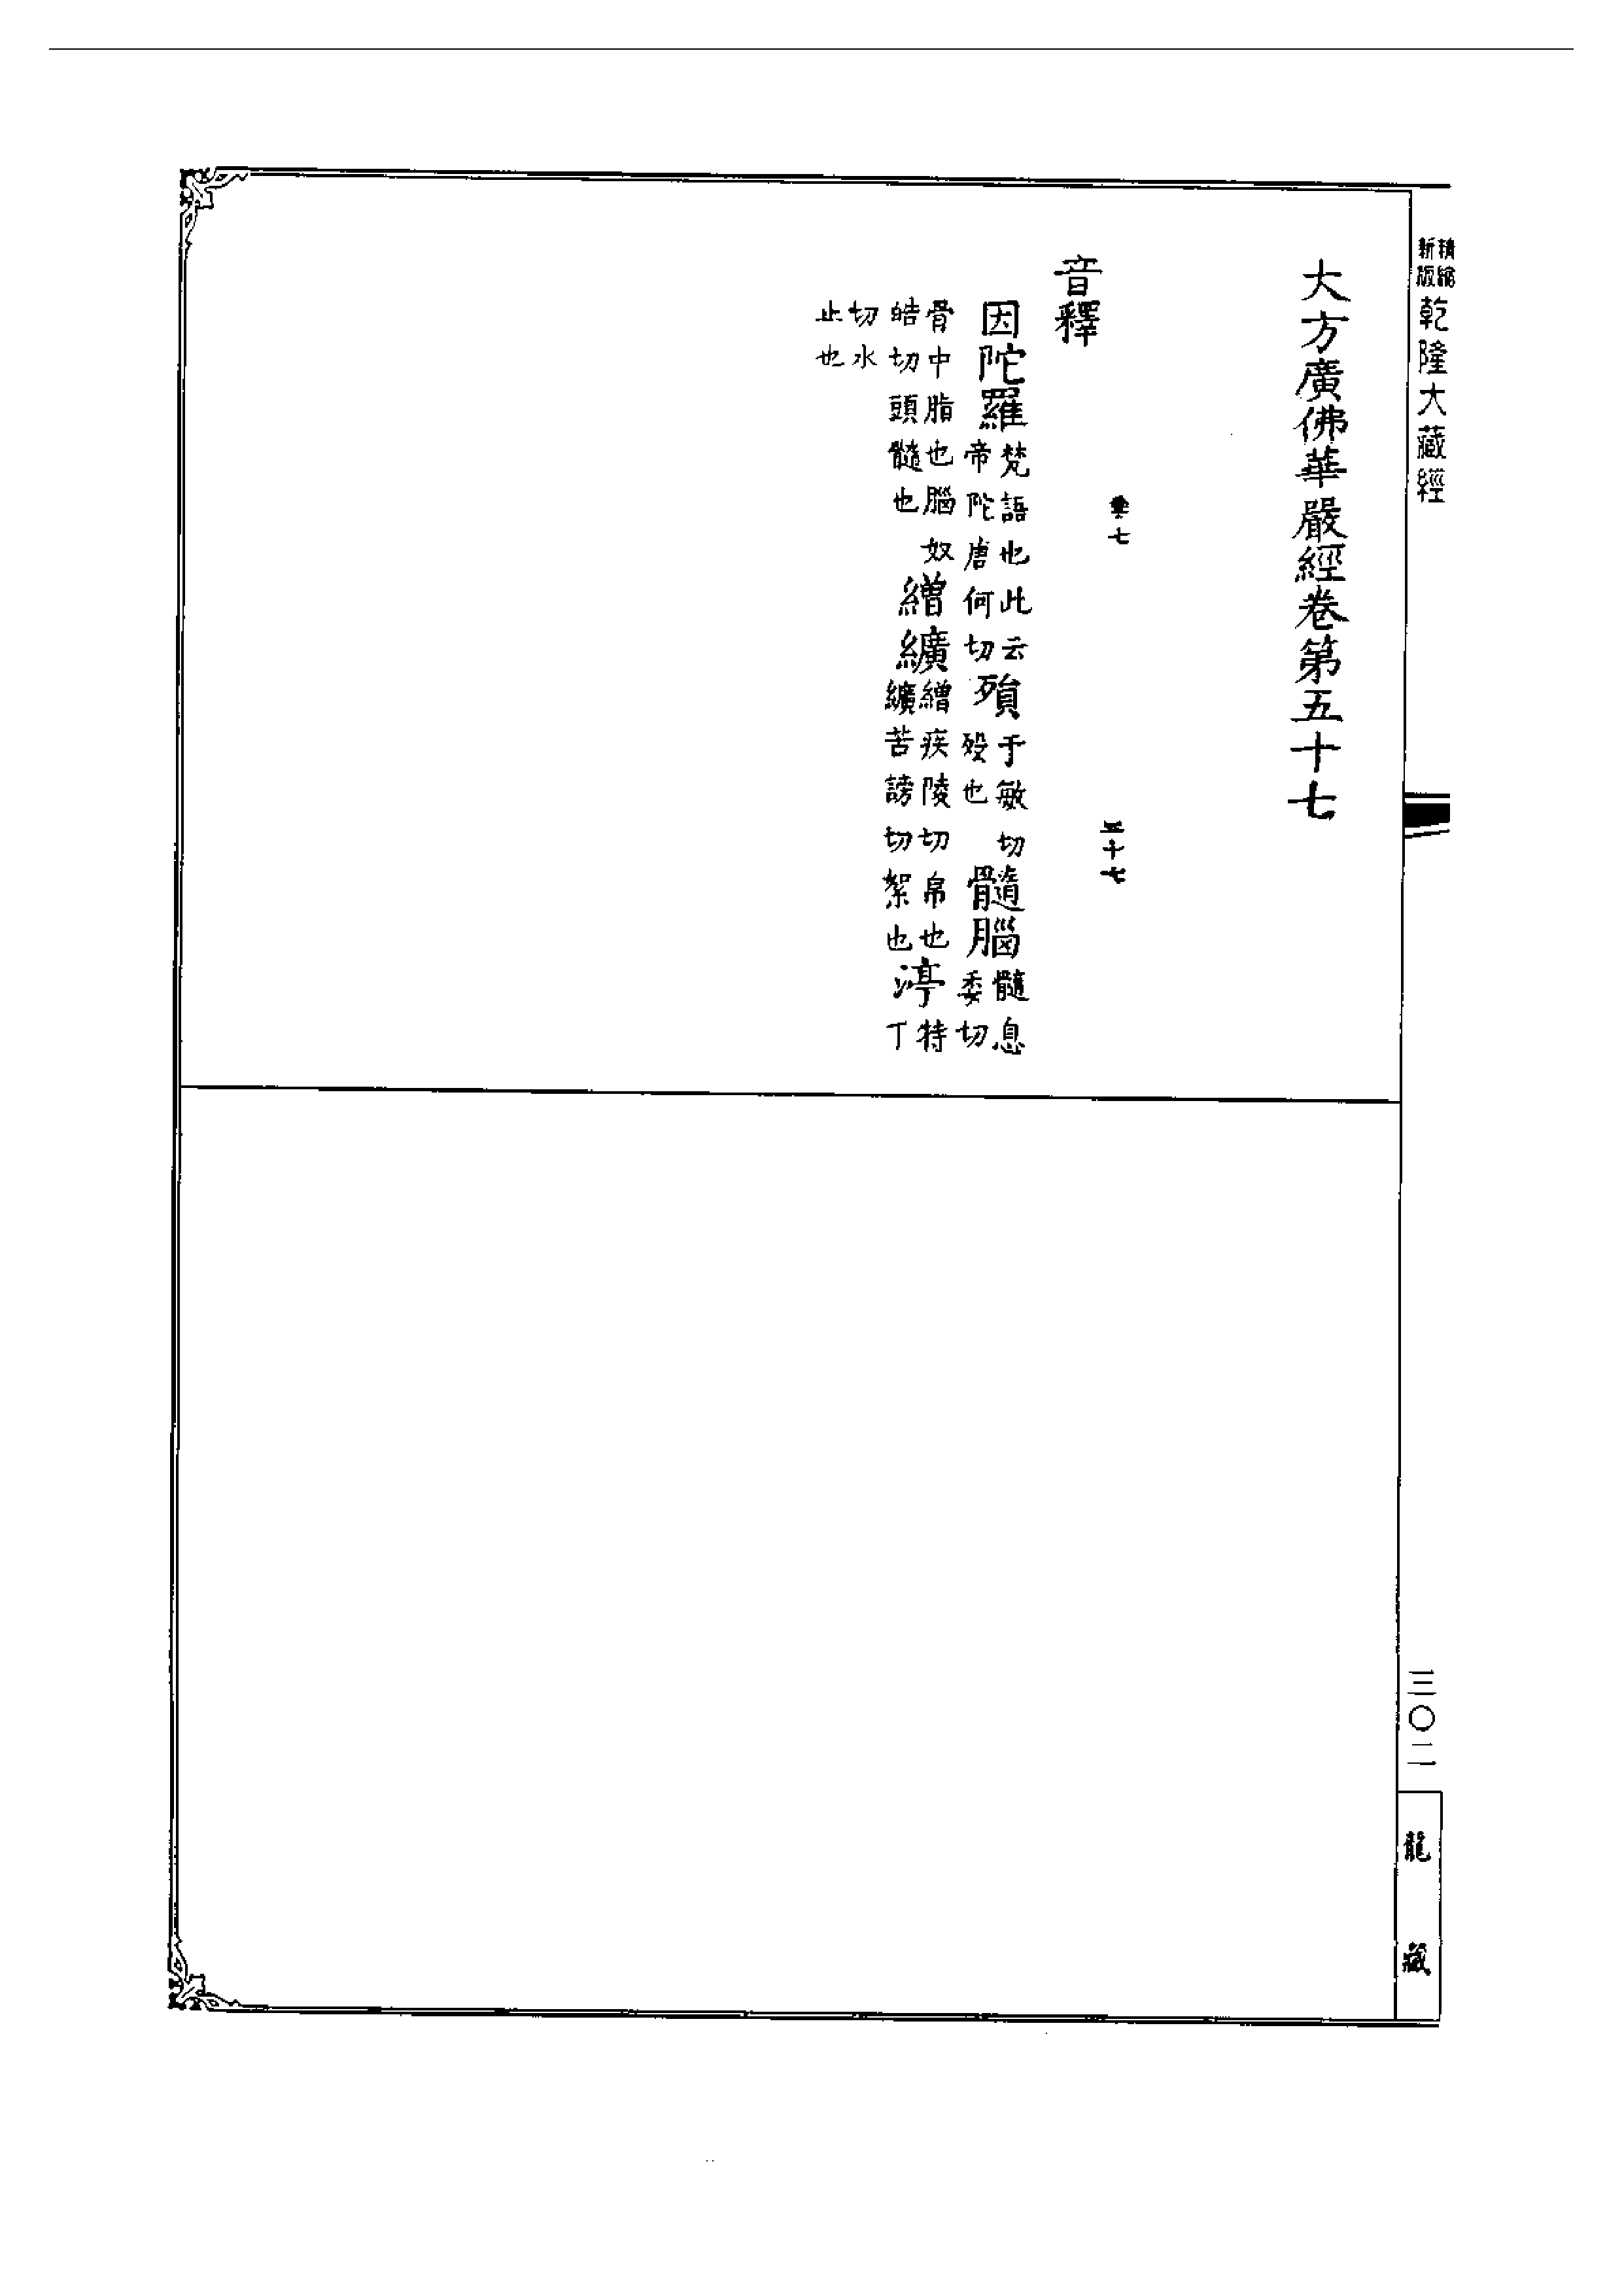 精縮新版乾隆大藏經
三〇二
龍藏
大方廣佛華嚴經卷第五十七
七
五十七
音釋
因陀羅梵語也此云帝陀唐何切殞于敏切歿也髓腦髓息委切
骨中脂也腦奴皓切頭髓也繒纊繒疾陵切帛也纊苦謗切絮也渟特丁
切水止也